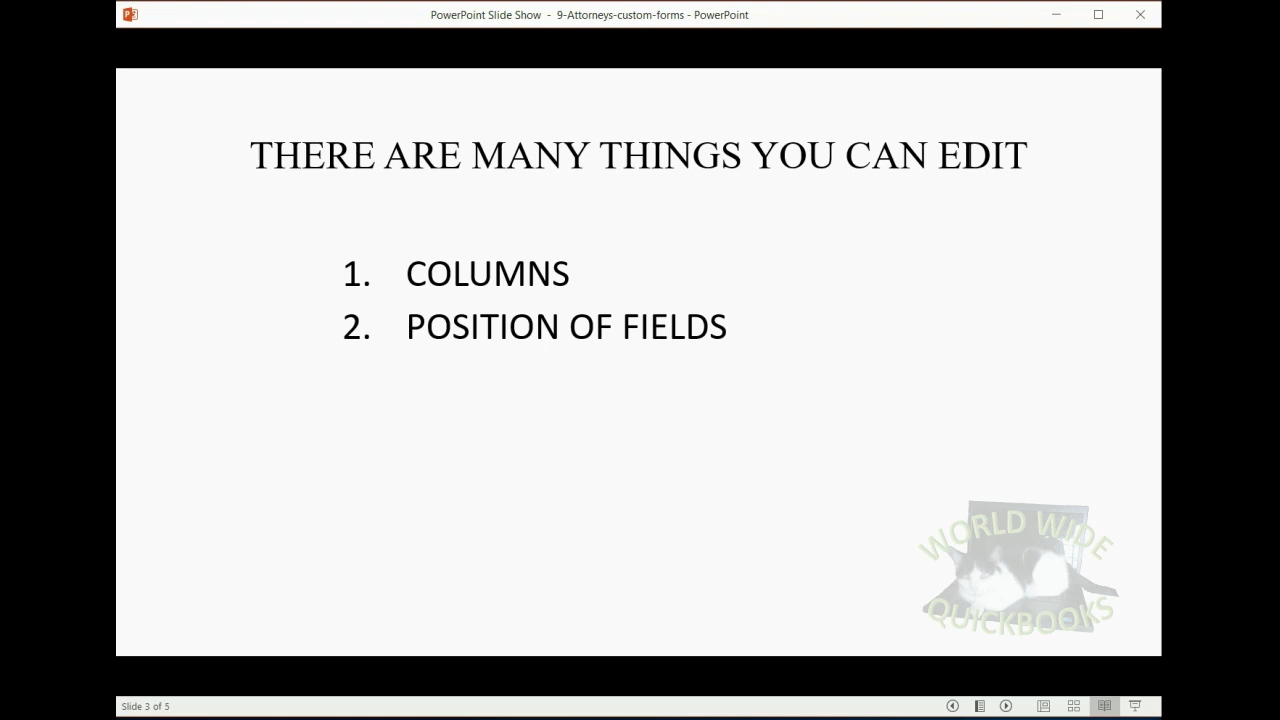 PowerPoint Slide Show - 9-Attorneys-custom-forms - PowerPoint
THERE ARE MANY THINGS YOU CAN EDIT
1. COLUMNS
2. POSITION OF FIELDS
WORLD WIDE
QUICKBOOKS
Slide 3 of 5